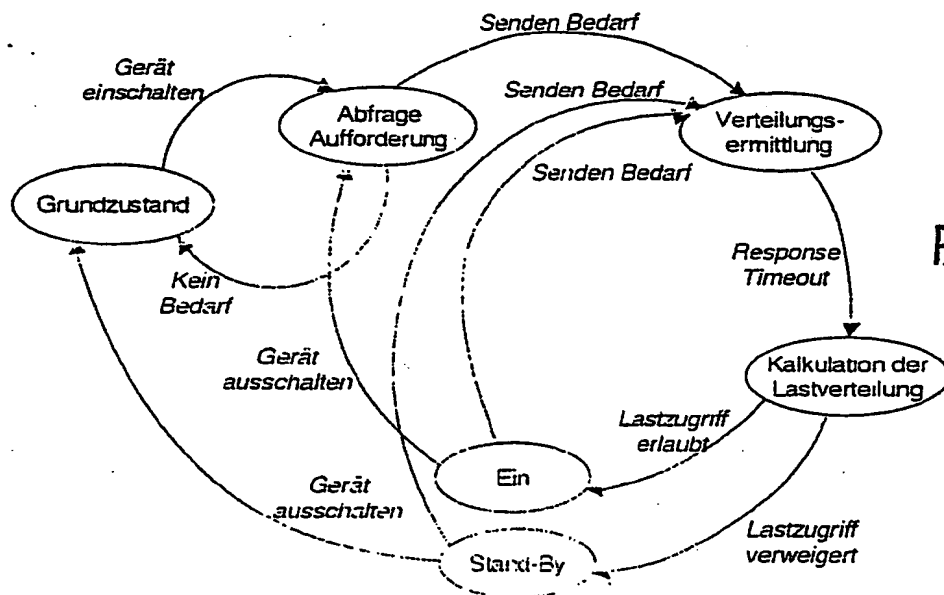 Senden Bedarf
Gerät
einschalten
Abfrage
Aufforderung
Senden Bedarf
Verteilungs-
ermittlung
Senden Bedarf
Grundzustand
Kein
Bedarf
Response
Timeout
Gerät
ausschalten
Kalkulation der
Lastverteilung
Lastzugriff
erlaubt
Ein
Gerät
ausschalten
Stand-By
Lastzugriff
verweigert